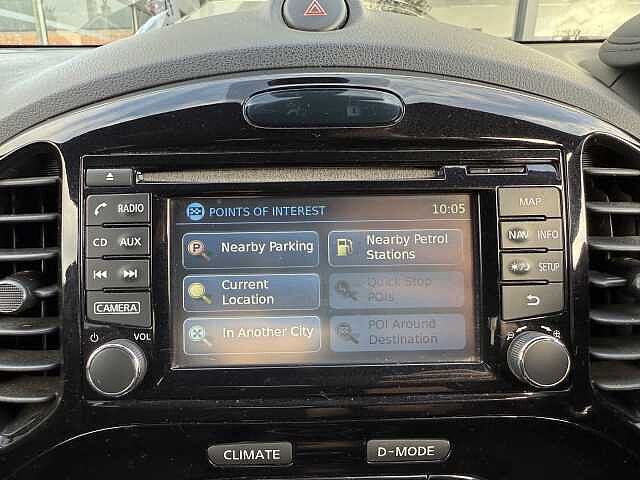 POINTS OF INTEREST 10:05
Nearby Parking
Nearby Petrol
Stations
Current
Location
Quick Stop
POIs
In Another City
POI Around
Destination
RADIO
CD AUX
CAMERA
VOL
MAP
NAV INFO
SETUP
CLIMATE
D-MODE